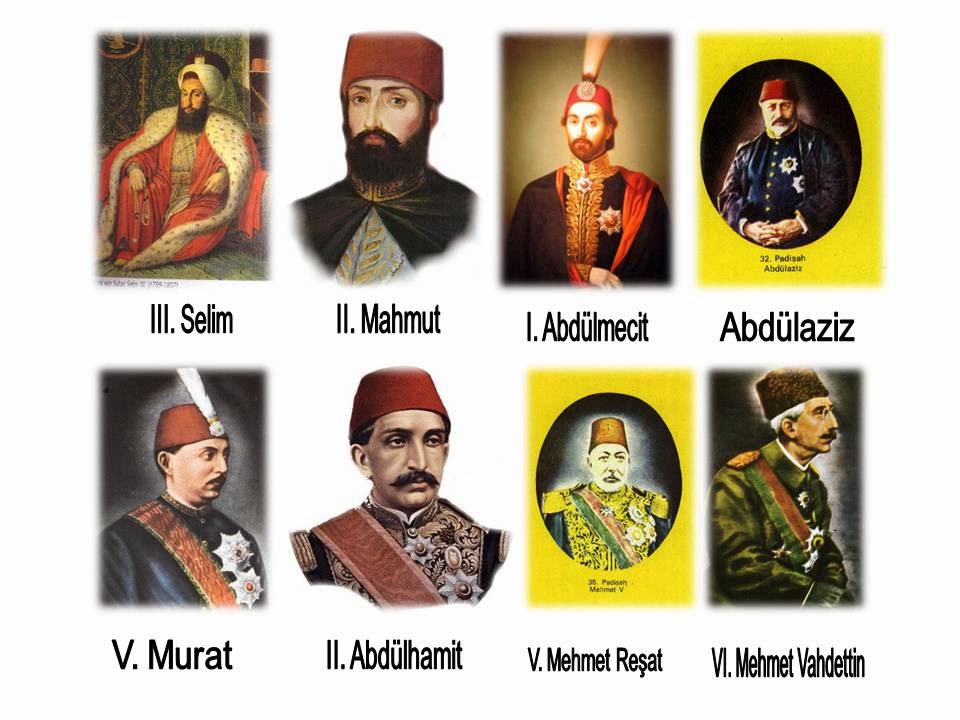 III. Selim
II. Mahmut
I. Abdülmecit
32. Padişah
Abdülaziz
Abdülaziz
V. Murat
II. Abdülhamit
35. Padişah
Mehmet V
V. Mehmet Reşat
VI. Mehmet Vahdettin